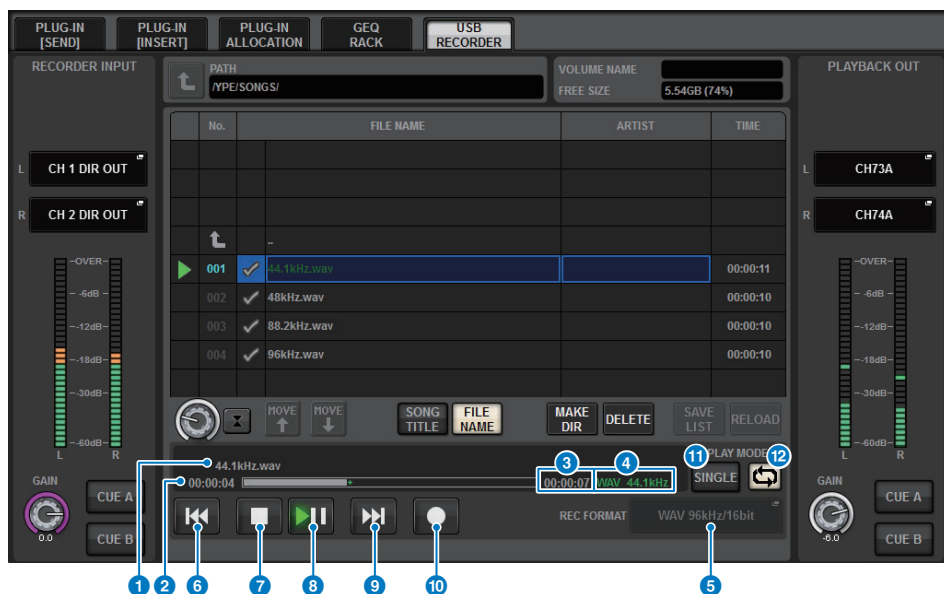 PLUG-IN [SEND]
PLUG-IN [INSERT]
PLUG-IN ALLOCATION
GEQ RACK
USB RECORDER
RECORDER INPUT
PATH
/YPE/SONGS/
VOLUME NAME
FREE SIZE
5.54GB (74%)
PLAYBACK OUT
No.
FILE NAME
ARTIST
TIME
L
CH 1 DIR OUT
R
CH 2 DIR OUT
L
CH73A
R
CH74A
..
001
44.1kHz.wav
00:00:11
002
48kHz.wav
00:00:10
003
88.2kHz.wav
00:00:10
004
96kHz.wav
00:00:10
-OVER-
-6dB
-12dB-
-18dB
-30dB
-60dB
L
R
-OVER-
-6dB
-12dB-
-18dB
-30dB
-60dB
L
R
MOVE
MOVE
SONG TITLE
FILE NAME
MAKE DIR
DELETE
SAVE LIST
RELOAD
44.1kHz.wav
3
4
11
PLAY MODE
12
00:00:04
00:00:07
WAV 44.1kHz
SINGLE
GAIN
CUE A
0.0
CUE B
REC FORMAT
WAV 96kHz/16bit
GAIN
CUE A
-6.0
CUE B
1
2
6
7
8
9
10
5